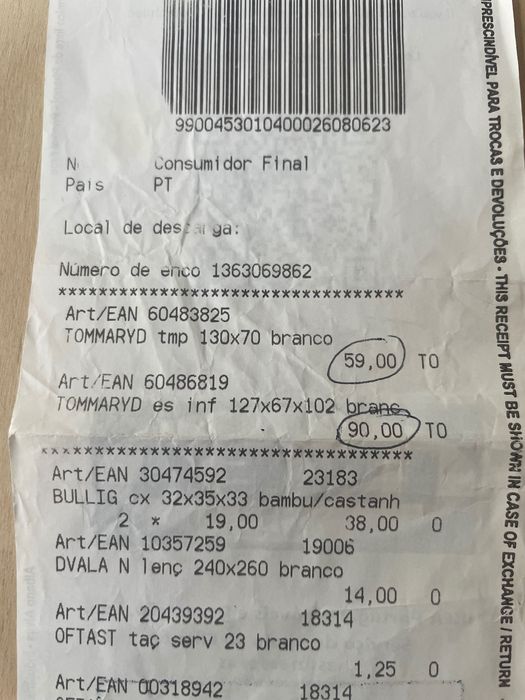 99004530104000026080623
Consumidor Final
País PT
Local de
Número de 1363069862
**********************************
Art/EAN 60483825
TOMMARYD tmp 130x70 branco
59,00 TO
Art/EAN 60486819
TOMMARYD es inf 127x67x102 branc
90,00 TO
**********************************
Art/EAN 30474592 23183
BULLIG cx 32x35x33 bambu/castanh
2 * 19,00 38,00 0
Art/EAN 10357259 19006
DVALA N lenç 240x260 branco
14,00 0
Art/EAN 20439392 18314
OFTAST taç serv 23 branco
1,25 0
Art/EAN 00318942 18314
PARA TROCAS E DEVOLUÇÕES • THIS RECEIPT MUST BE SHOWN IN CASE OF EXCHANGE / RETURN